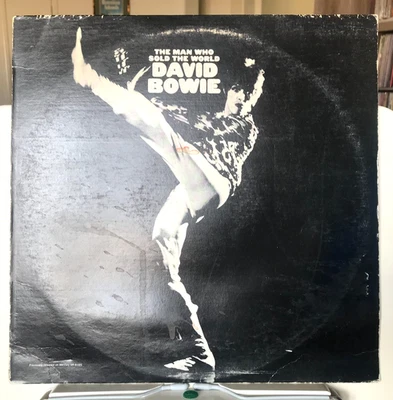 THE MAN WHO
SOLD THE WORLD
DAVID
BOWIE